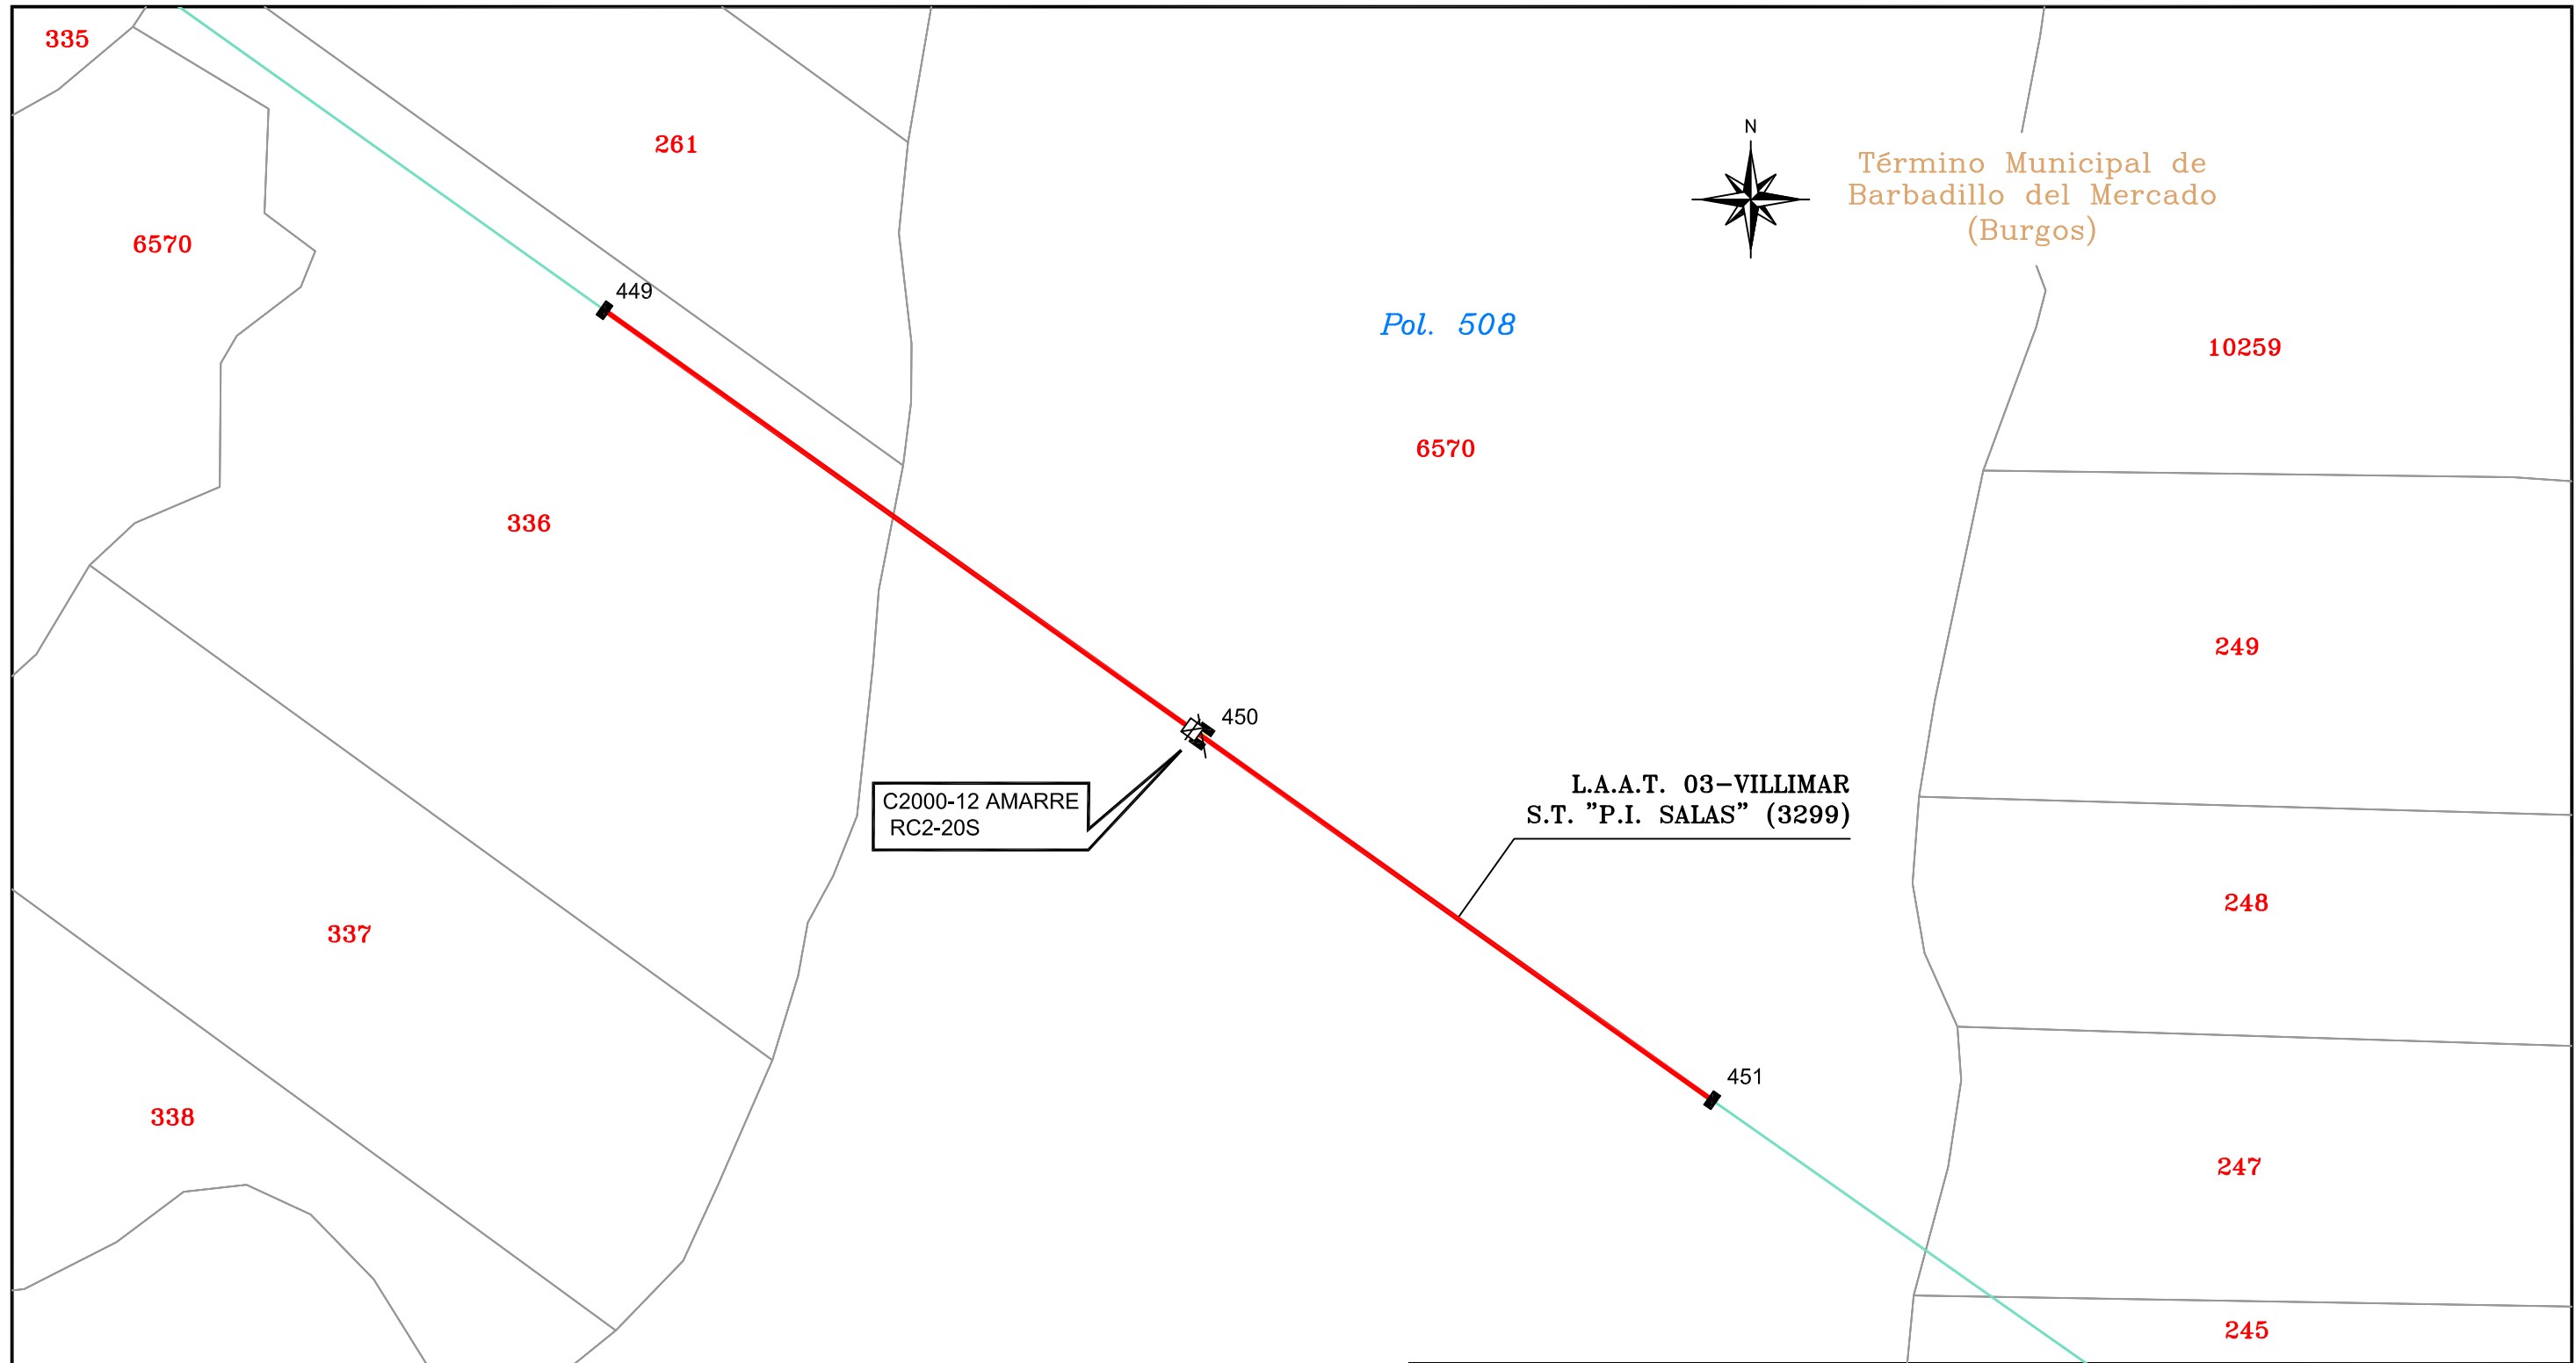 335
261
N
Término Municipal de
Barbadillo del Mercado
(Burgos)
6570
449
Pol. 508
10259
6570
336
249
450
C2000-12 AMARRE
RC2-20S
L.A.A.T. 03-VILLIMAR
S.T. "P.I. SALAS" (3299)
248
337
451
338
247
245